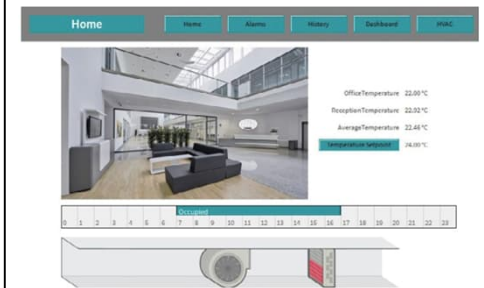 Home
Home Alarms History Dashboard HVAC
OfficeTemperature 22.00 °C
ReceptionTemperature 22.92 °C
AverageTemperature 22.46 °C
Temperature Setpoint 24.00 °C
Occupied
0 1 2 3 4 5 6 7 8 9 10 11 12 13 14 15 16 17 18 19 20 21 22 23